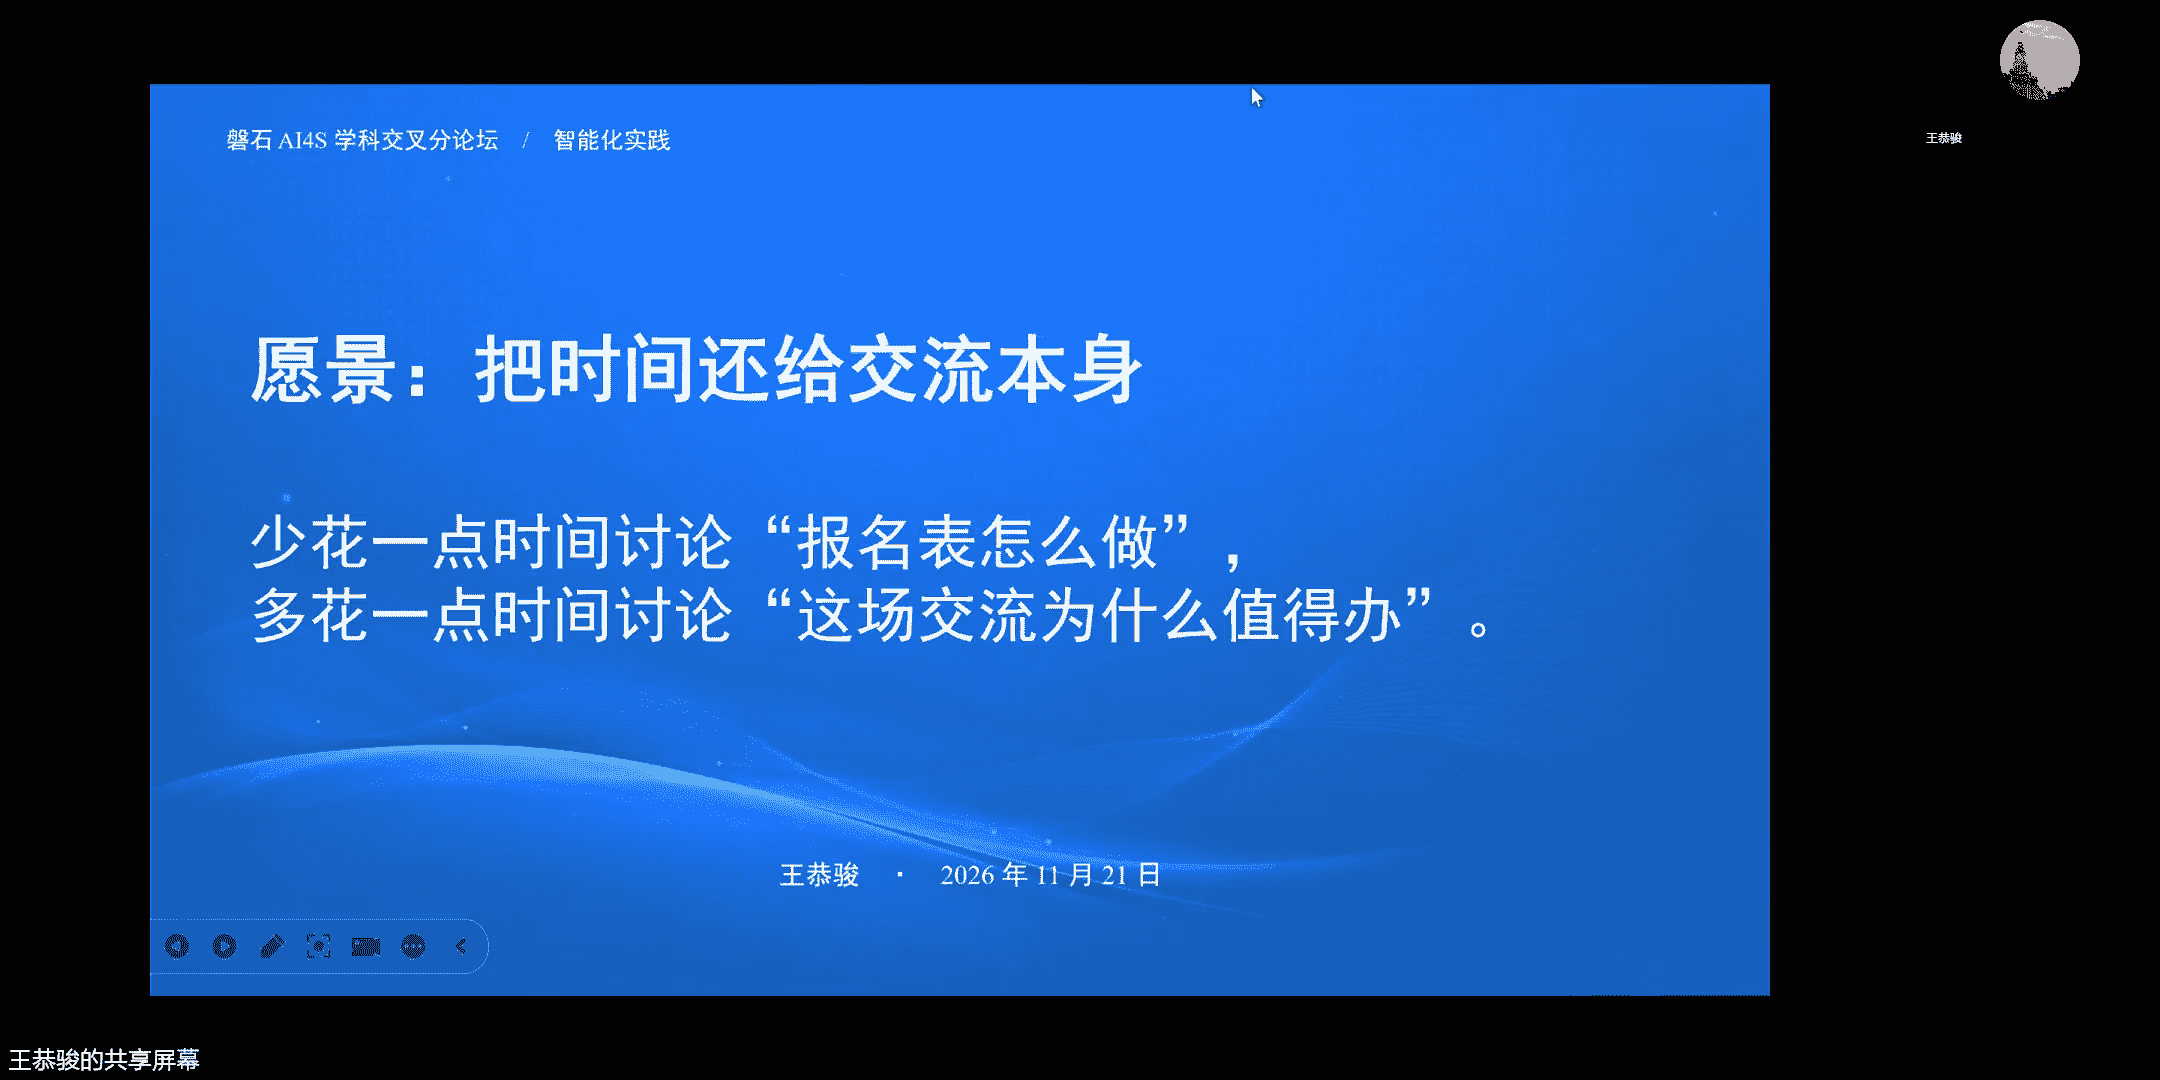 磐石 AI4S 学科交叉分论坛 / 智能化实践
王恭骏
愿景：把时间还给交流本身
少花一点时间讨论“报名表怎么做”，
多花一点时间讨论“这场交流为什么值得办”。
王恭骏 · 2026 年 11 月 21 日
王恭骏的共享屏幕